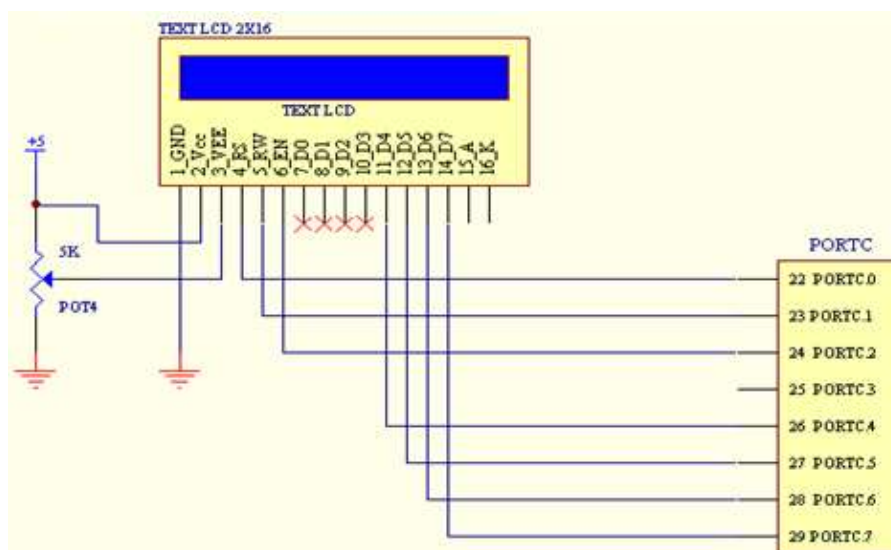 TEXT LCD 2X16
TEXT LCD
1_GND
2_Vcc
3_VEE
4_RS
5_RW
6_EN
7_D0
8_D1
9_D2
10_D3
11_D4
12_D5
13_D6
14_D7
15_A
16_K
+5
5K
POT4
PORTC
22 PORTC.0
23 PORTC.1
24 PORTC.2
25 PORTC.3
26 PORTC.4
27 PORTC.5
28 PORTC.6
29 PORTC.7